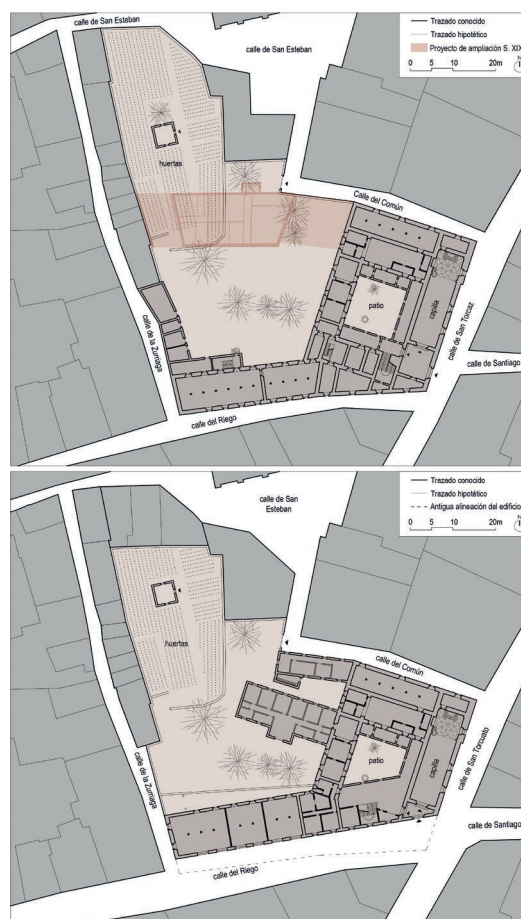 calle de San Esteban
calle de San Esteban
Trazado conocido
Trazado hipotético
Proyecto de ampliación S. XIX
0 5 10 20m
N
huertas
Calle del Común
patio
capilla
calle de la Zurriaga
calle de San Torcaz
calle de Santiago
calle del Riego
calle de San
Esteban
Trazado conocido
Trazado hipotético
Antigua alineación del edificio
0 5 10 20m
N
huertas
calle del Común
patio
capilla
calle de la Zurriaga
calle de San Torcuato
calle de Santiago
calle del Riego